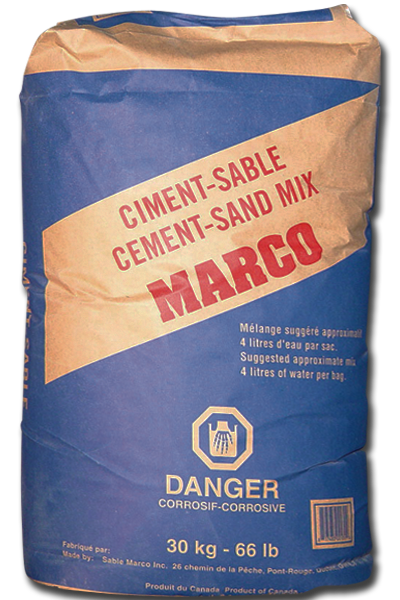 CIMENT-SABLE
CEMENT-SAND MIX
MARCO
Mélange suggéré approximatif
4 litres d'eau par sac.
Suggested approximate mix
4 litres of water per bag.
DANGER
CORROSIF-CORROSIVE
30 kg - 66 lb
Fabriqué par:
Made by: Sable Marco Inc. 26 chemin de la Pêche, Pont-Rouge,
Produit du Canada Product of Canada
CIMENT-SABLE